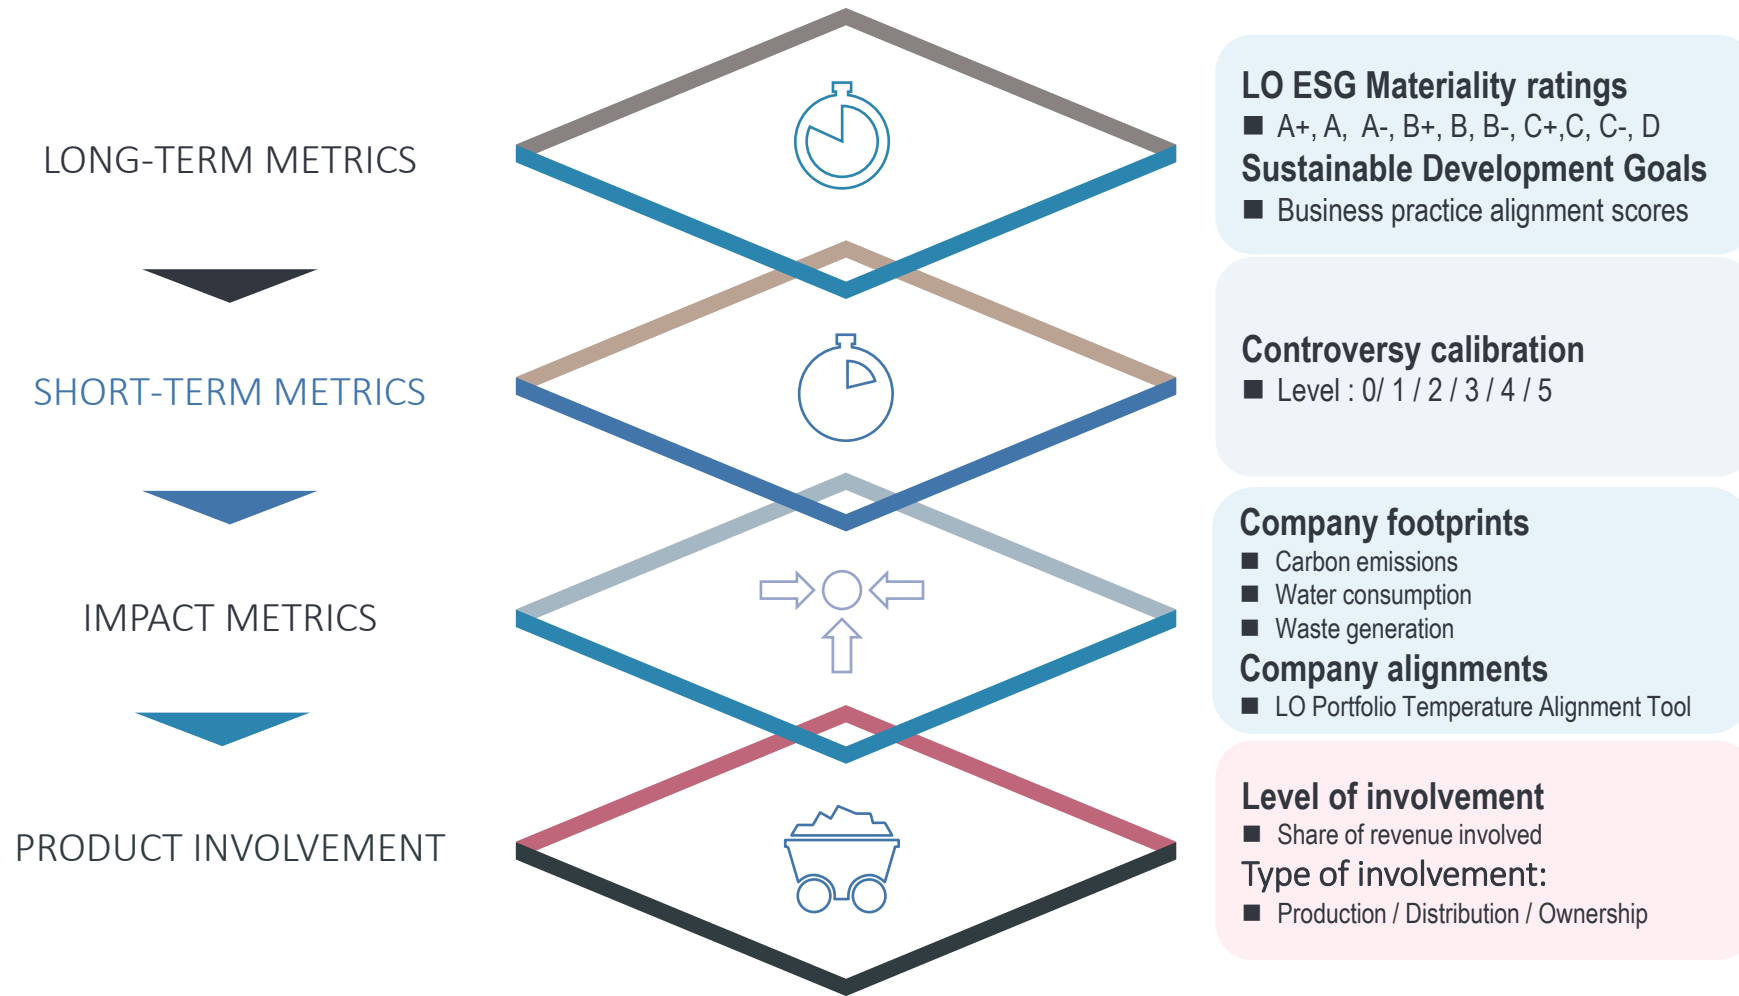 LONG-TERM METRICS
LO ESG Materiality ratings
■ A+, A, A-, B+, B, B-, C+,C, C-, D
Sustainable Development Goals
■ Business practice alignment scores
SHORT-TERM METRICS
Controversy calibration
■ Level : 0/ 1 / 2 / 3 / 4 / 5
IMPACT METRICS
Company footprints
■ Carbon emissions
■ Water consumption
■ Waste generation
Company alignments
■ LO Portfolio Temperature Alignment Tool
PRODUCT INVOLVEMENT
Level of involvement
■ Share of revenue involved
Type of involvement:
■ Production / Distribution / Ownership